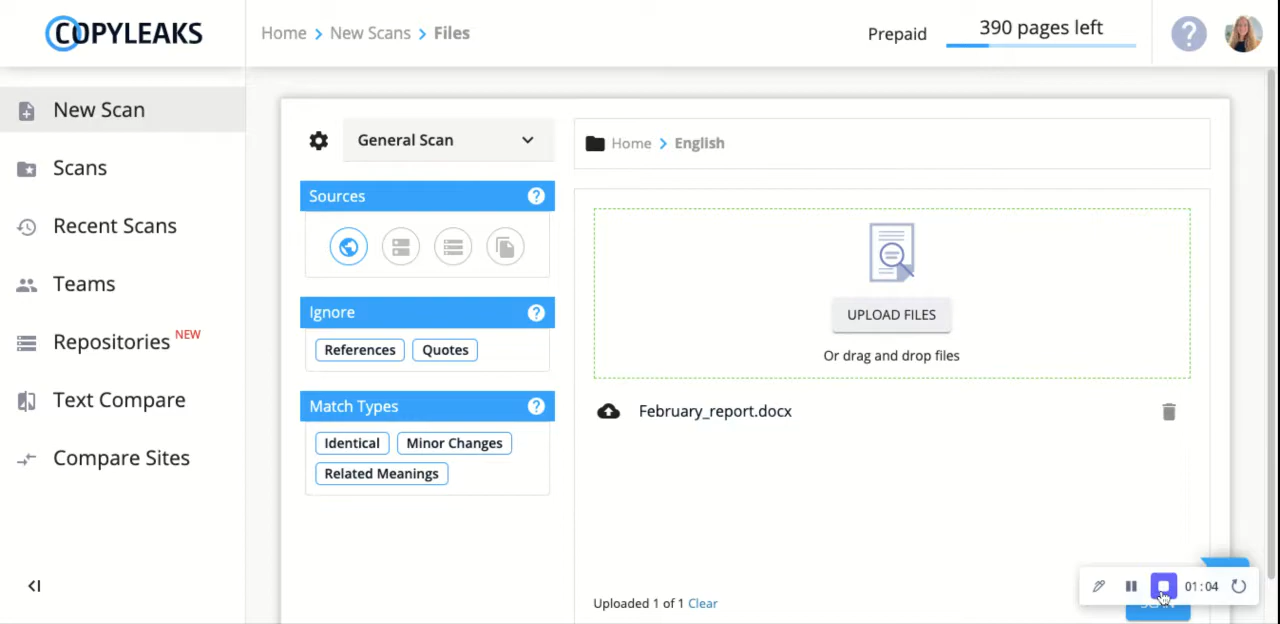 COPYLEAKS
Home > New Scans > Files
Prepaid
390 pages left
?
New Scan
Scans
Recent Scans
Teams
Repositories NEW
Text Compare
Compare Sites
General Scan
Sources ?
Ignore ?
References Quotes
Match Types ?
Identical Minor Changes
Related Meanings
Home > English
UPLOAD FILES
Or drag and drop files
February_report.docx
Uploaded 1 of 1 Clear
01:04